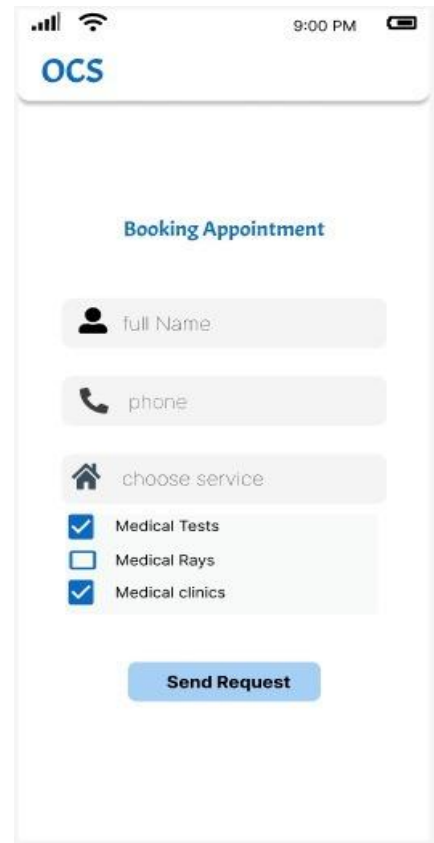 9:00 PM
OCS
Booking Appointment
full Name
phone
choose service
Medical Tests
Medical Rays
Medical clinics
Send Request